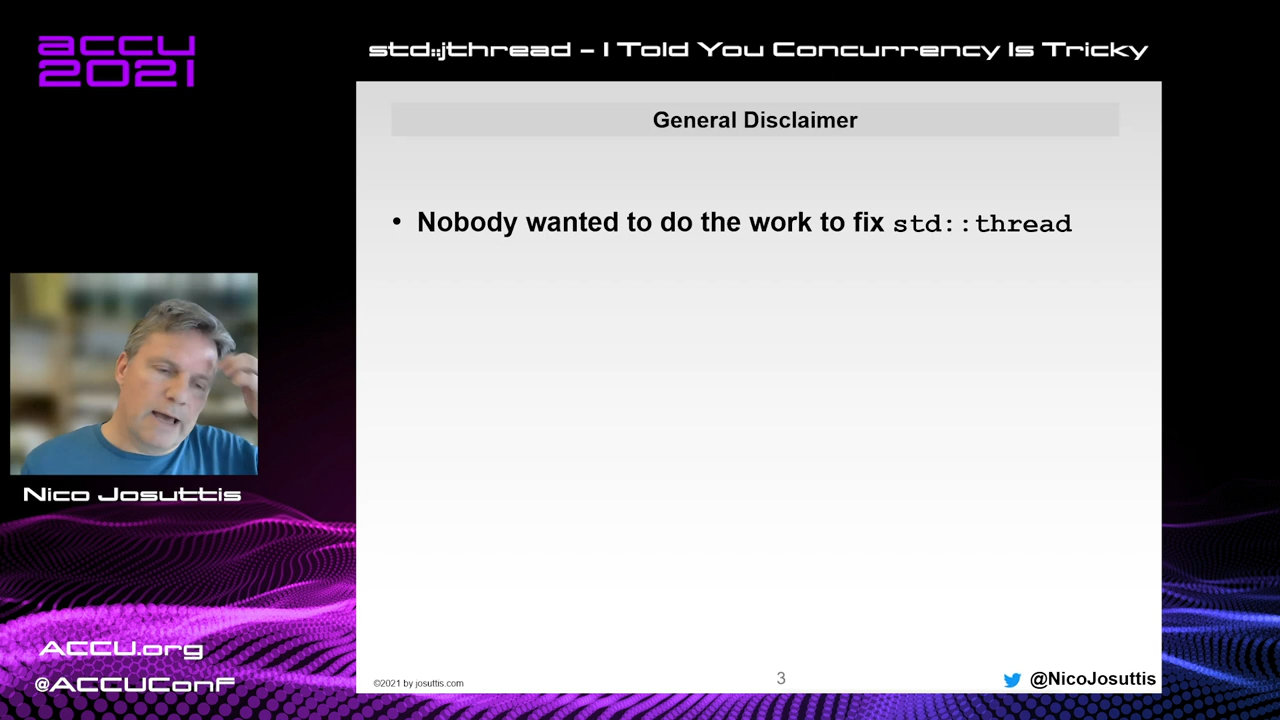 accu
2021
std::jthread – I Told You Concurrency Is Tricky
General Disclaimer
• Nobody wanted to do the work to fix std::thread
Nico Josuttis
ACCU.org
@ACCUConf
©2021 by josuttis.com
3
@NicoJosuttis